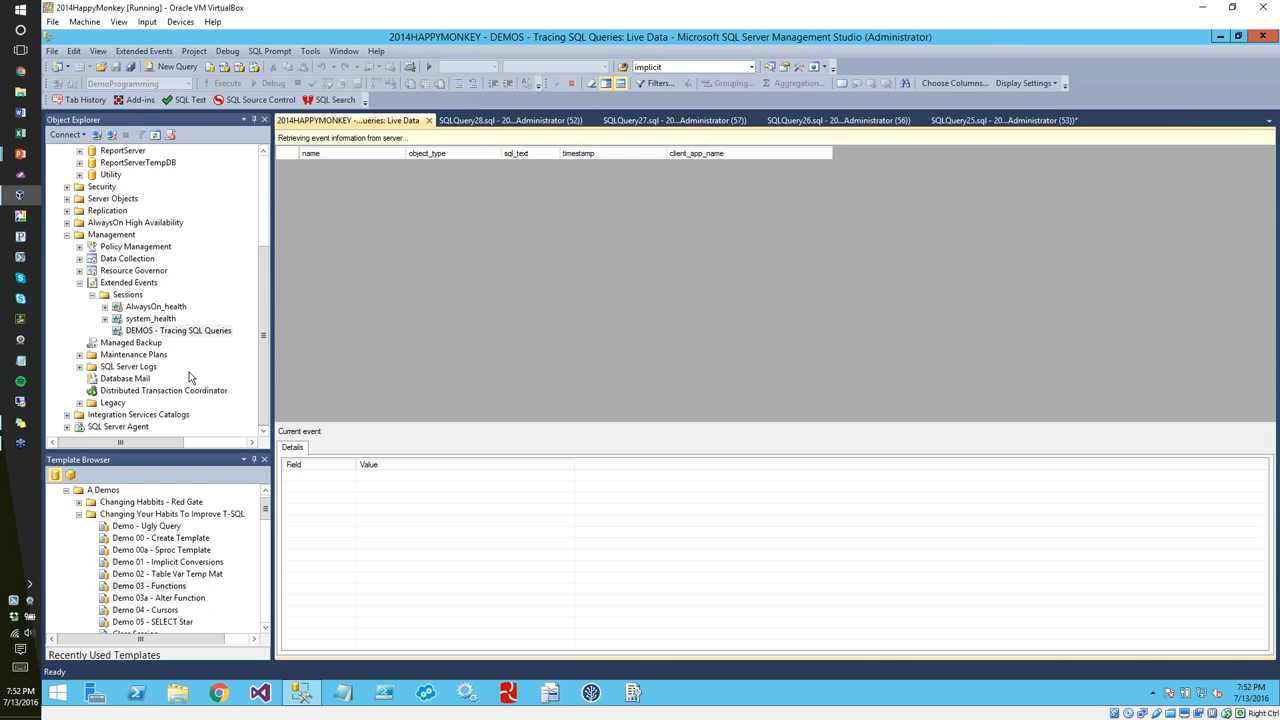 2014HappyMonkey [Running] - Oracle VM VirtualBox
File Machine View Input Devices Help
2014HAPPYMONKEY - DEMOS - Tracing SQL Queries: Live Data - Microsoft SQL Server Management Studio (Administrator)
File Edit View Extended Events Project Debug SQL Prompt Tools Window Help
New Query implicit
DemoProgramming Execute Debug Filters... Grouping... Aggregation... Choose Columns... Display Settings
Tab History Add-ins SQL Test SQL Source Control SQL Search
Object Explorer
2014HAPPYMONKEY -...ueries: Live Data SQLQuery28.sql - 20...Administrator (52)) SQLQuery27.sql - 20...Administrator (57)) SQLQuery26.sql - 20...Administrator (56)) SQLQuery25.sql - 20...Administrator (53))*
Connect
Retrieving event information from server...
name object_type sql_text timestamp client_app_name
ReportServer
ReportServerTempDB
Utility
Security
Server Objects
Replication
AlwaysOn High Availability
Management
Policy Management
Data Collection
Resource Governor
Extended Events
Sessions
AlwaysOn_health
system_health
DEMOS - Tracing SQL Queries
Managed Backup
Maintenance Plans
SQL Server Logs
Database Mail
Distributed Transaction Coordinator
Legacy
Integration Services Catalogs
SQL Server Agent
Current event
Details
Field Value
Template Browser
A Demos
Changing Habbits - Red Gate
Changing Your Habits To Improve T-SQL
Demo - Ugly Query
Demo 00 - Create Template
Demo 00a - Sproc Template
Demo 01 - Implicit Conversions
Demo 02 - Table Var Temp Mat
Demo 03 - Functions
Demo 03a - Alter Function
Demo 04 - Cursors
Demo 05 - SELECT Star
Recently Used Templates
Ready
7:52 PM
7/13/2016
7:52 PM
7/13/2016
Right Ctrl